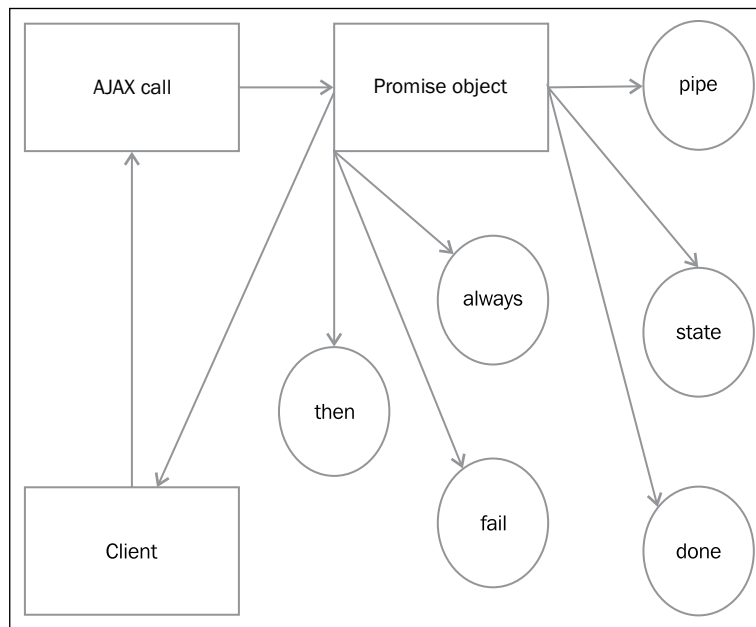 AJAX call
Promise object
pipe
always
state
then
fail
Client
done